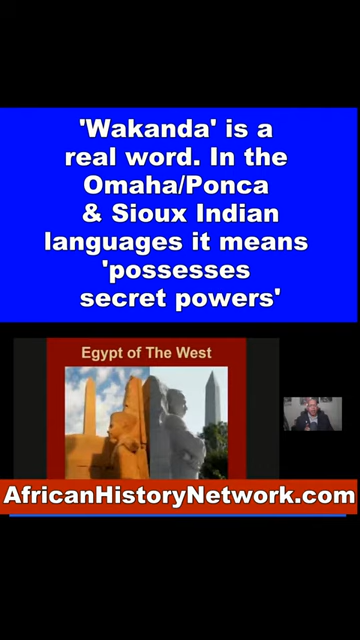 'Wakanda' is a
real word. In the
Omaha/Ponca
& Sioux Indian
languages it means
'possesses
secret powers'
Egypt of The West
AfricanHistoryNetwork.com